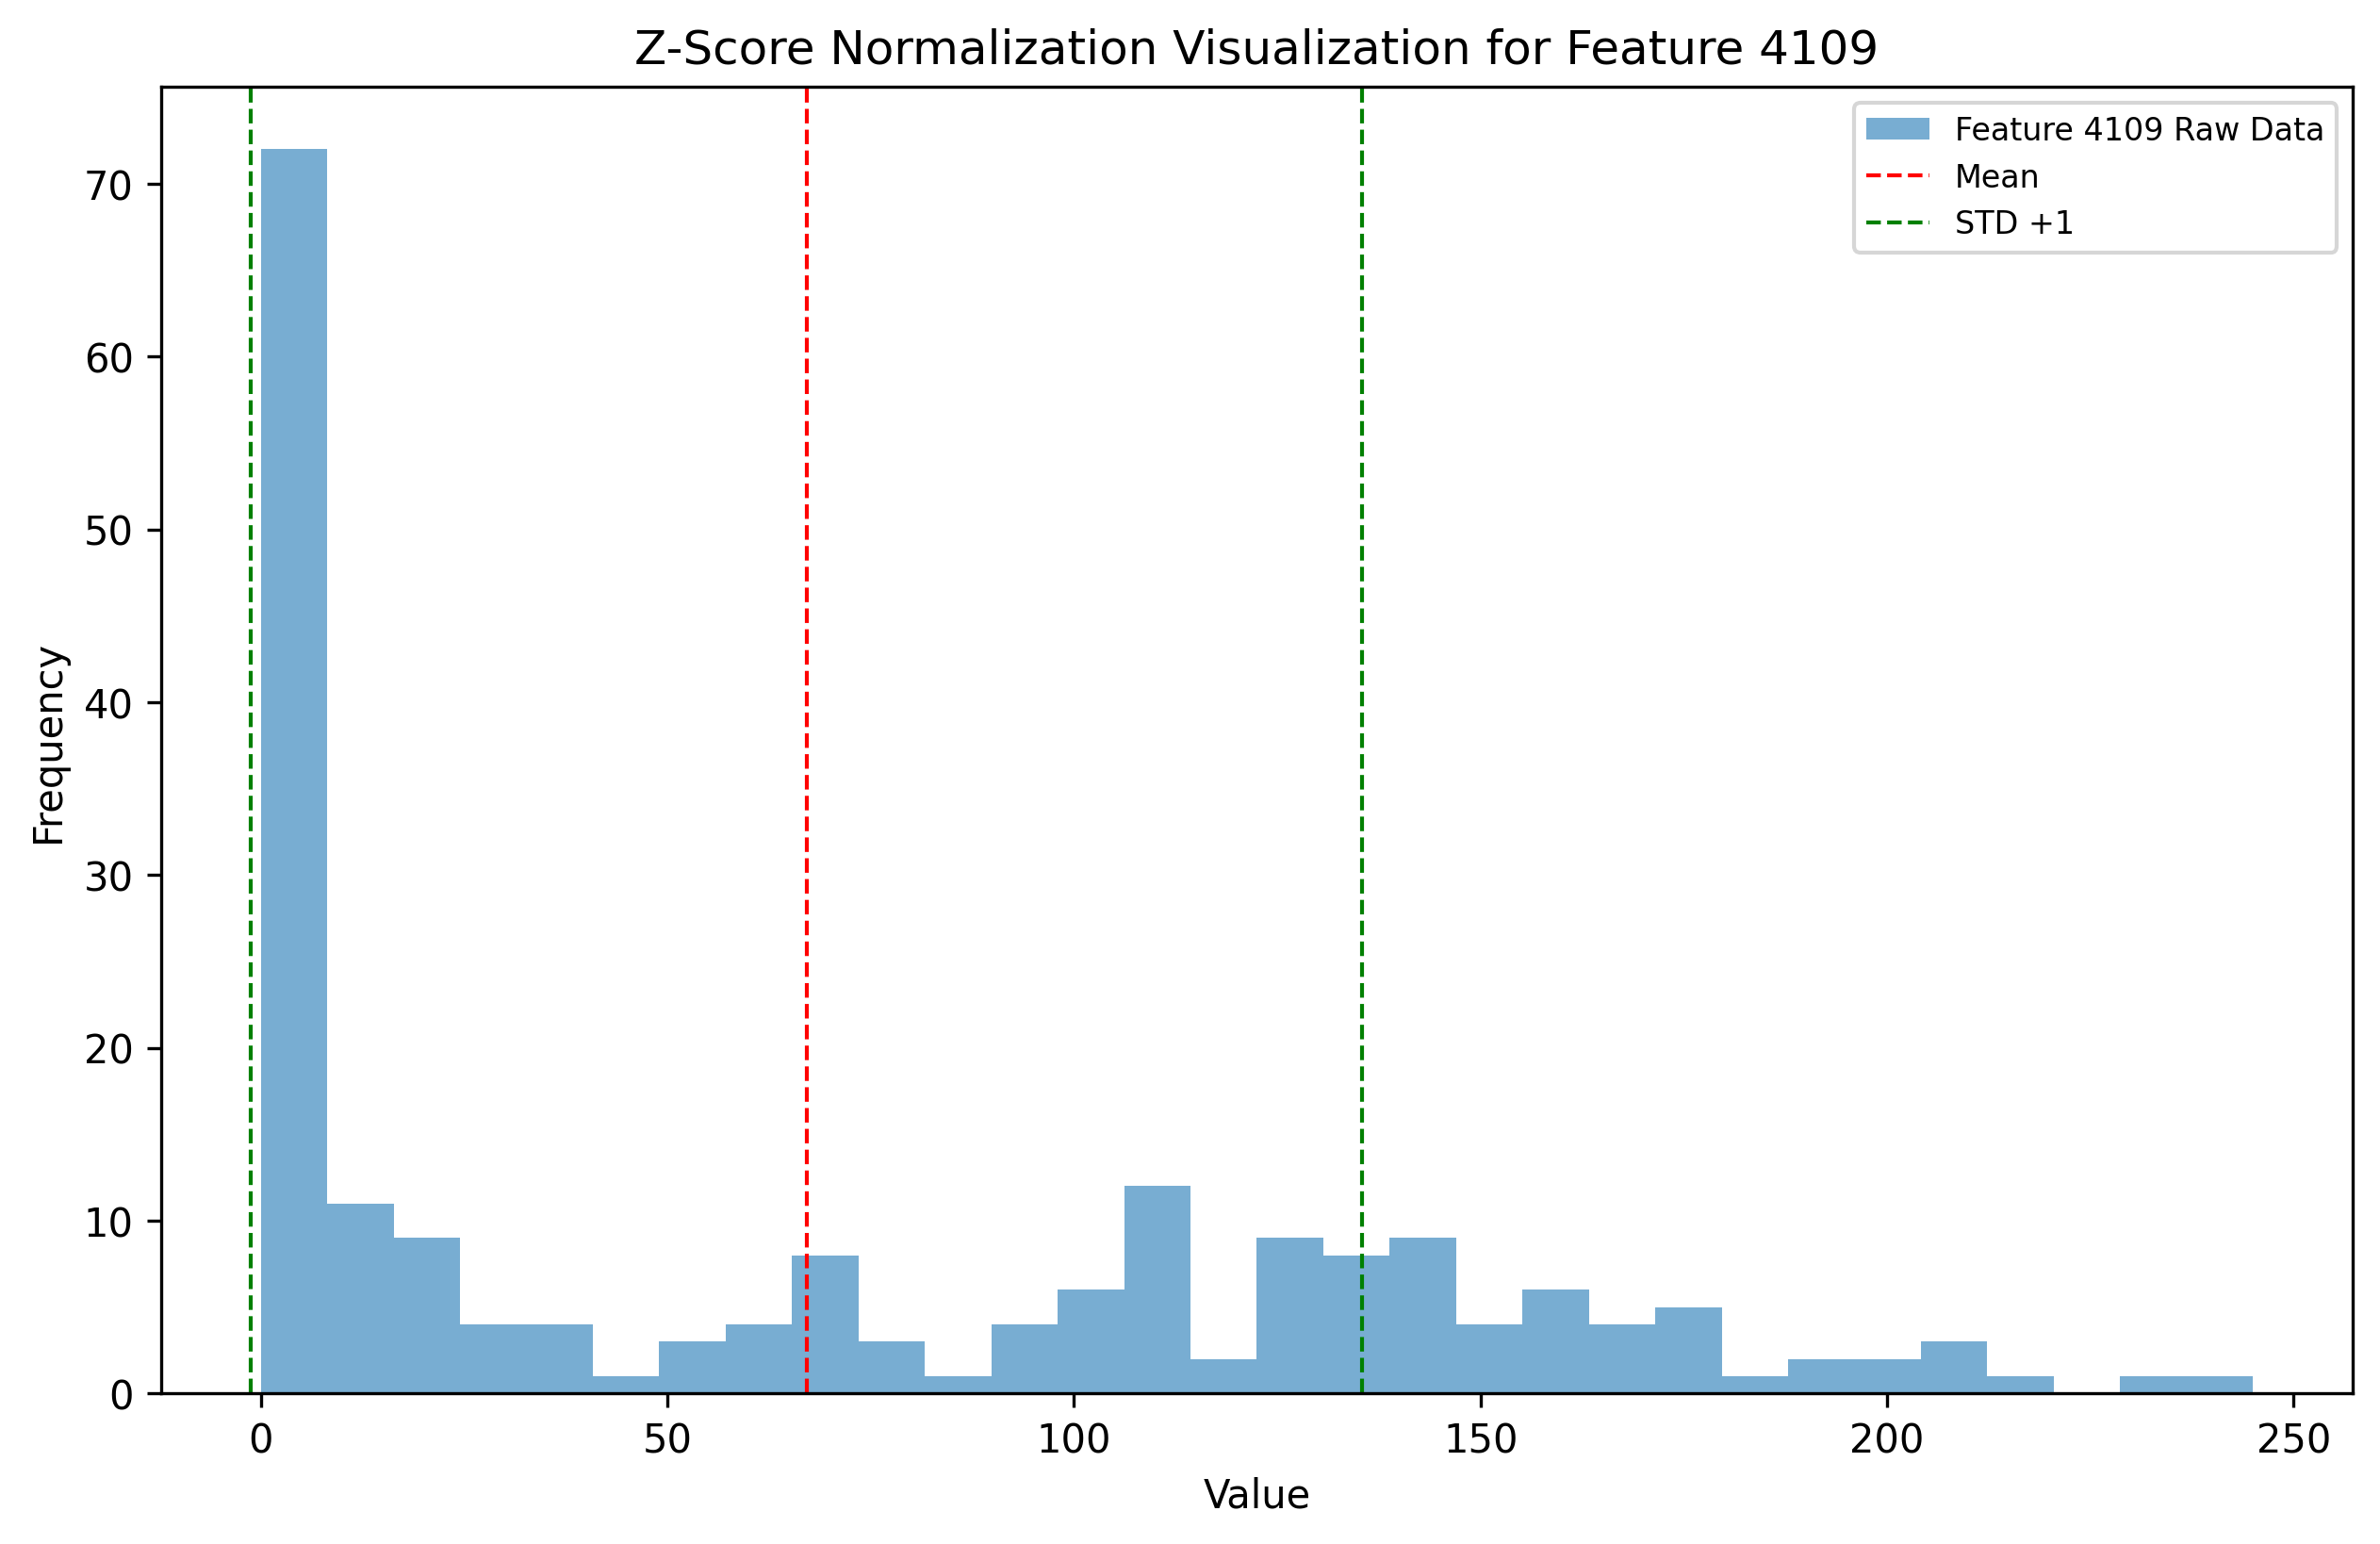 Z-Score Normalization Visualization for Feature 4109
Feature 4109 Raw Data
Mean
STD +1
70
60
50
40
30
20
10
0
Frequency
0 50 100 150 200 250
Value